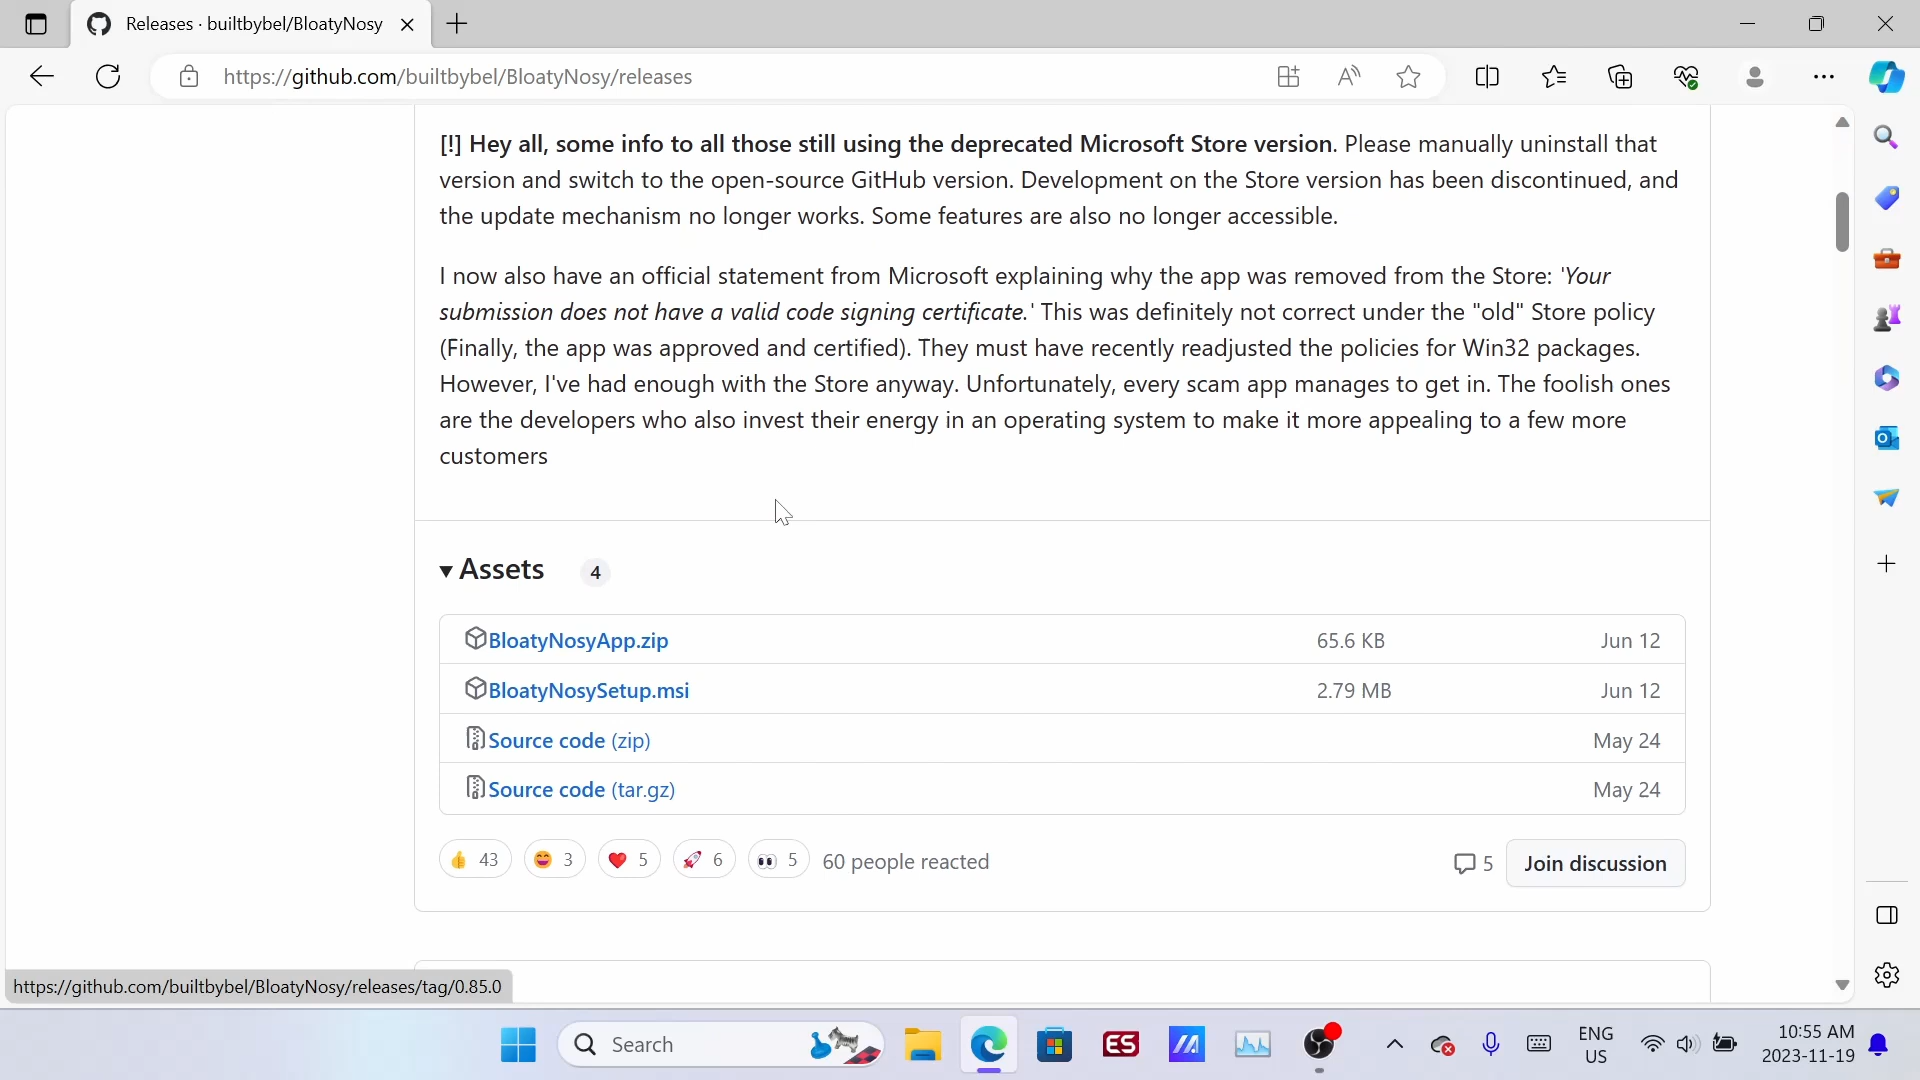 Releases · builtbybel/BloatyNosy
https://github.com/builtbybel/BloatyNosy/releases
[!] Hey all, some info to all those still using the deprecated Microsoft Store version. Please manually uninstall that
version and switch to the open-source GitHub version. Development on the Store version has been discontinued, and
the update mechanism no longer works. Some features are also no longer accessible.
I now also have an official statement from Microsoft explaining why the app was removed from the Store: 'Your
submission does not have a valid code signing certificate.' This was definitely not correct under the "old" Store policy
(Finally, the app was approved and certified). They must have recently readjusted the policies for Win32 packages.
However, I've had enough with the Store anyway. Unfortunately, every scam app manages to get in. The foolish ones
are the developers who also invest their energy in an operating system to make it more appealing to a few more
customers
Assets 4
BloatyNosyApp.zip 65.6 KB Jun 12
BloatyNosySetup.msi 2.79 MB Jun 12
Source code (zip) May 24
Source code (tar.gz) May 24
👍 43 😄 3 ❤️ 5 🚀 6 👀 5 60 people reacted 5 Join discussion
https://github.com/builtbybel/BloatyNosy/releases/tag/0.85.0
Search ES ENG 10:55 AM
US 2023-11-19